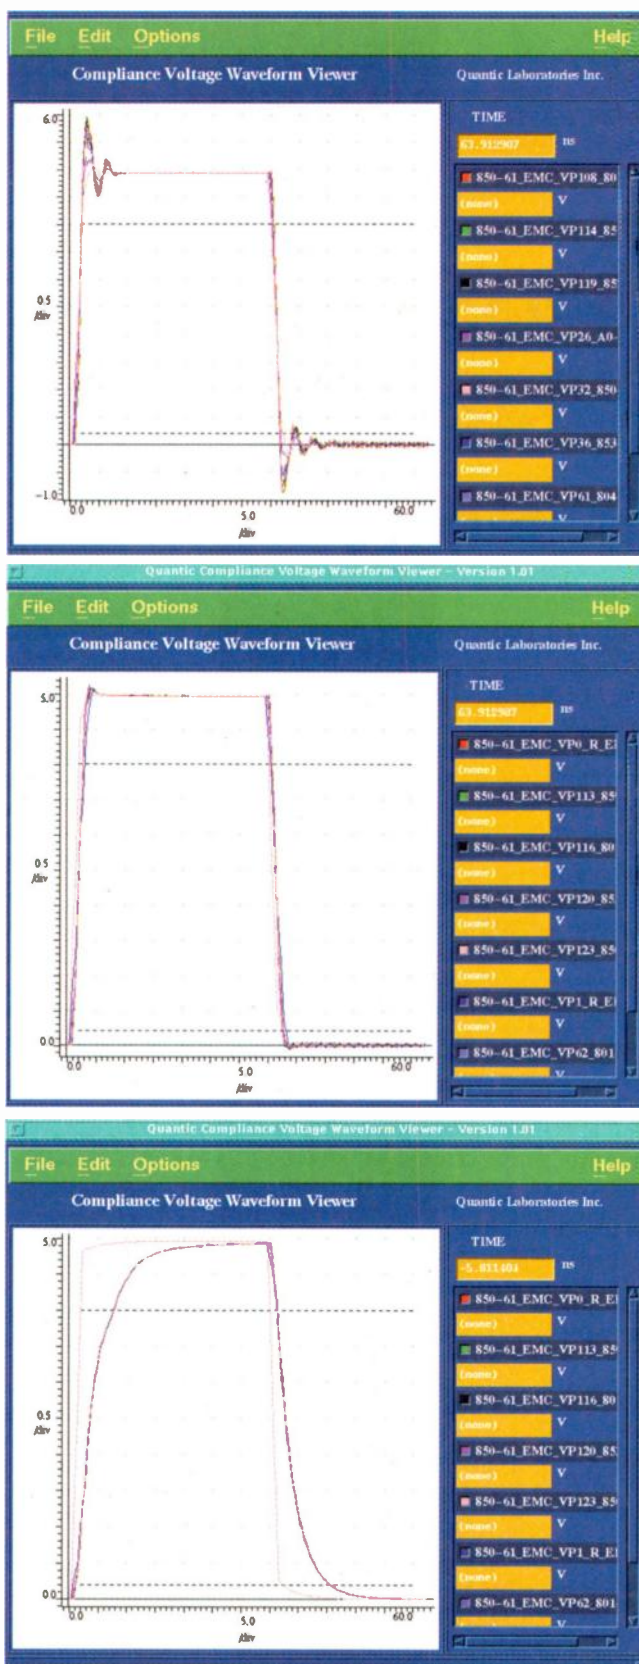 File Edit Options Help
Compliance Voltage Waveform Viewer Quantic Laboratories Inc.
TIME
63.912907 ns
850-61_EMC_VP108_80
(none) V
850-61_EMC_VP114_85
(none) V
850-61_EMC_VP119_85
(none) V
850-61_EMC_VP26_A0-
(none) V
850-61_EMC_VP32_850
(none) V
850-61_EMC_VP36_853
(none) V
850-61_EMC_VP61_804
V
6.0
0.5
/div
-1.0
0.0 5.0 60.0
/div
Quantic Compliance Voltage Waveform Viewer - Version 1.01
File Edit Options Help
Compliance Voltage Waveform Viewer Quantic Laboratories Inc.
TIME
63.912907 ns
850-61_EMC_VP0_R_E
(none) V
850-61_EMC_VP113_85
(none) V
850-61_EMC_VP116_80
(none) V
850-61_EMC_VP120_85
(none) V
850-61_EMC_VP123_850
(none) V
850-61_EMC_VP1_R_E
(none) V
850-61_EMC_VP62_801
V
5.0
0.5
/div
0.0
0.0 5.0 60.0
/div
Quantic Compliance Voltage Waveform Viewer - Version 1.01
File Edit Options Help
Compliance Voltage Waveform Viewer Quantic Laboratories Inc.
TIME
ns
850-61_EMC_VP0_R_E
(none) V
850-61_EMC_VP113_85
(none) V
850-61_EMC_VP116_80
(none) V
850-61_EMC_VP120_85
(none) V
850-61_EMC_VP123_850
(none) V
850-61_EMC_VP1_R_E
(none) V
850-61_EMC_VP62_801
V
5.0
0.5
/div
0.0
0.0 5.0 60.0
/div